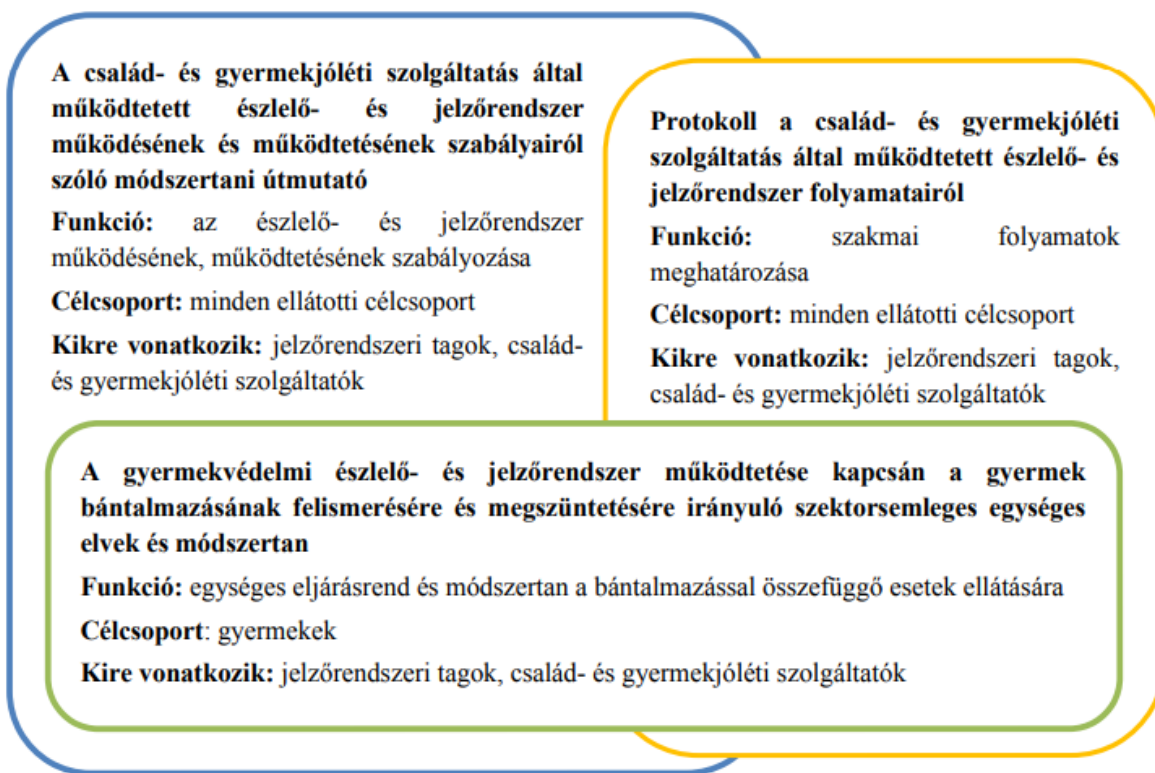 A család- és gyermekjóléti szolgáltatás által
működtetett észlelő- és jelzőrendszer
működésének és működtetésének szabályairól
szóló módszertani útmutató
Funkció: az észlelő- és jelzőrendszer
működésének, működtetésének szabályozása
Célcsoport: minden ellátotti célcsoport
Kikre vonatkozik: jelzőrendszeri tagok, család-
és gyermekjóléti szolgáltatók
Protokoll a család- és gyermekjóléti
szolgáltatás által működtetett észlelő- és
jelzőrendszer folyamatairól
Funkció: szakmai folyamatok
meghatározása
Célcsoport: minden ellátotti célcsoport
Kikre vonatkozik: jelzőrendszeri tagok,
család- és gyermekjóléti szolgáltatók
A gyermekvédelmi észlelő- és jelzőrendszer működtetése kapcsán a gyermek
bántalmazásának felismerésére és megszüntetésére irányuló szektorsemleges egységes
elvek és módszertan
Funkció: egységes eljárásrend és módszertan a bántalmazással összefüggő esetek ellátására
Célcsoport: gyermekek
Kire vonatkozik: jelzőrendszeri tagok, család- és gyermekjóléti szolgáltatók